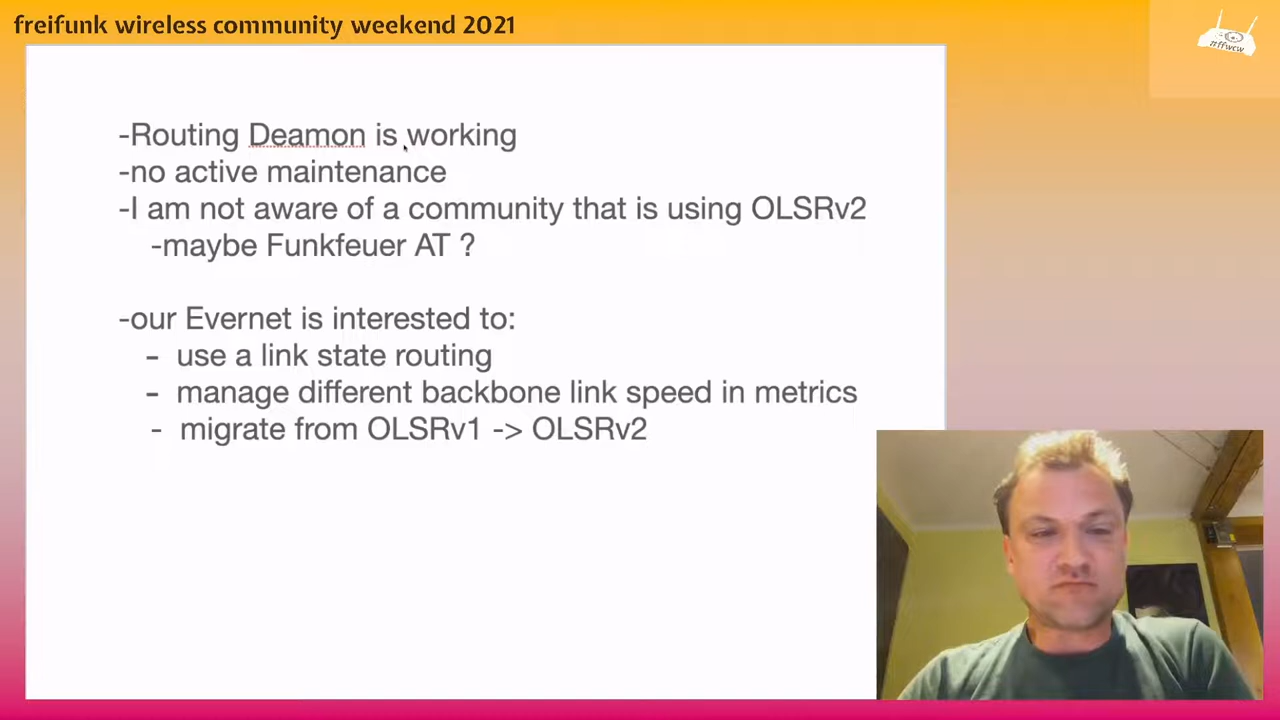 freifunk wireless community weekend 2021
#ffwcw
-Routing Deamon is working
-no active maintenance
-I am not aware of a community that is using OLSRv2
-maybe Funkfeuer AT ?
-our Evernet is interested to:
- use a link state routing
- manage different backbone link speed in metrics
- migrate from OLSRv1 -> OLSRv2